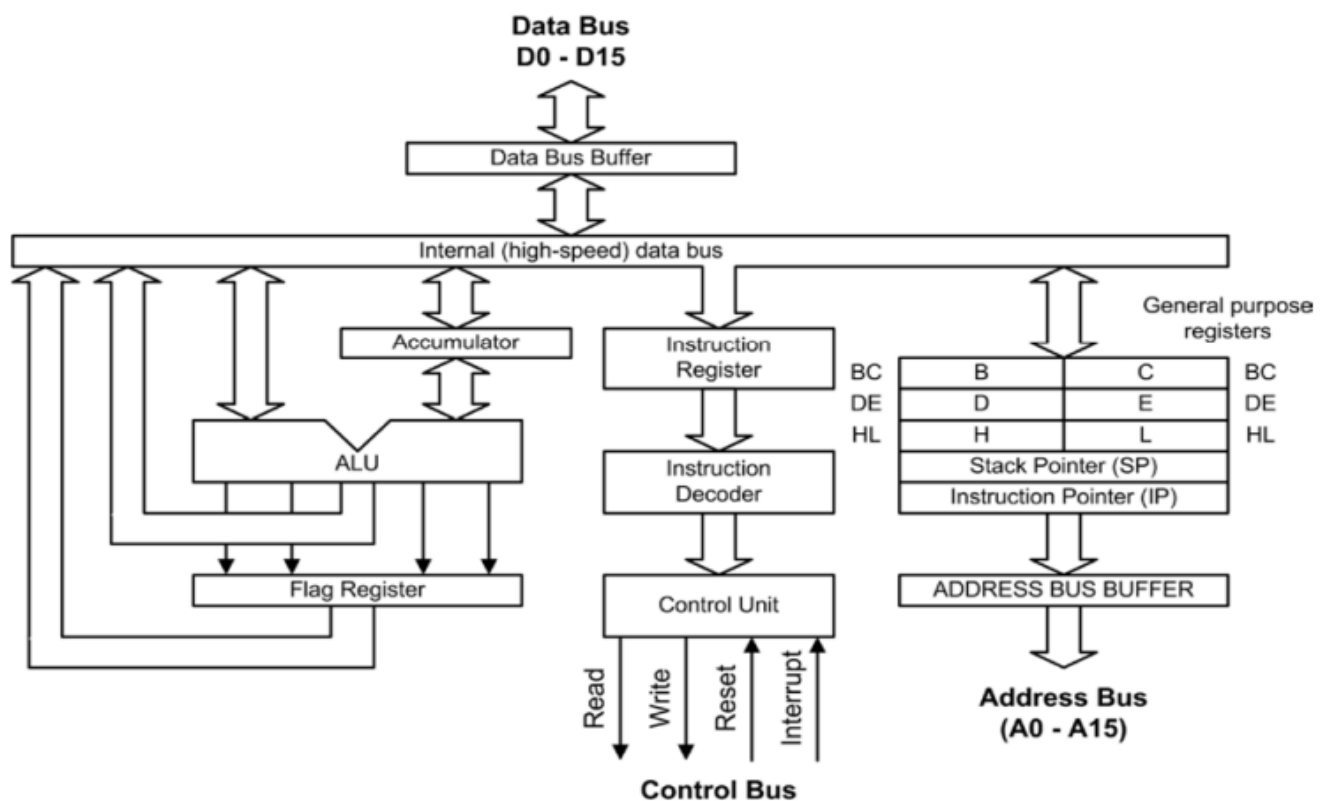 Data Bus
D0 - D15
Data Bus Buffer
Internal (high-speed) data bus
General purpose
registers
Accumulator
Instruction
Register
BC B C BC
DE D E DE
HL H L HL
Stack Pointer (SP)
Instruction Pointer (IP)
ALU
Instruction
Decoder
Flag Register
Control Unit
ADDRESS BUS BUFFER
Read
Write
Reset
Interrupt
Address Bus
(A0 - A15)
Control Bus